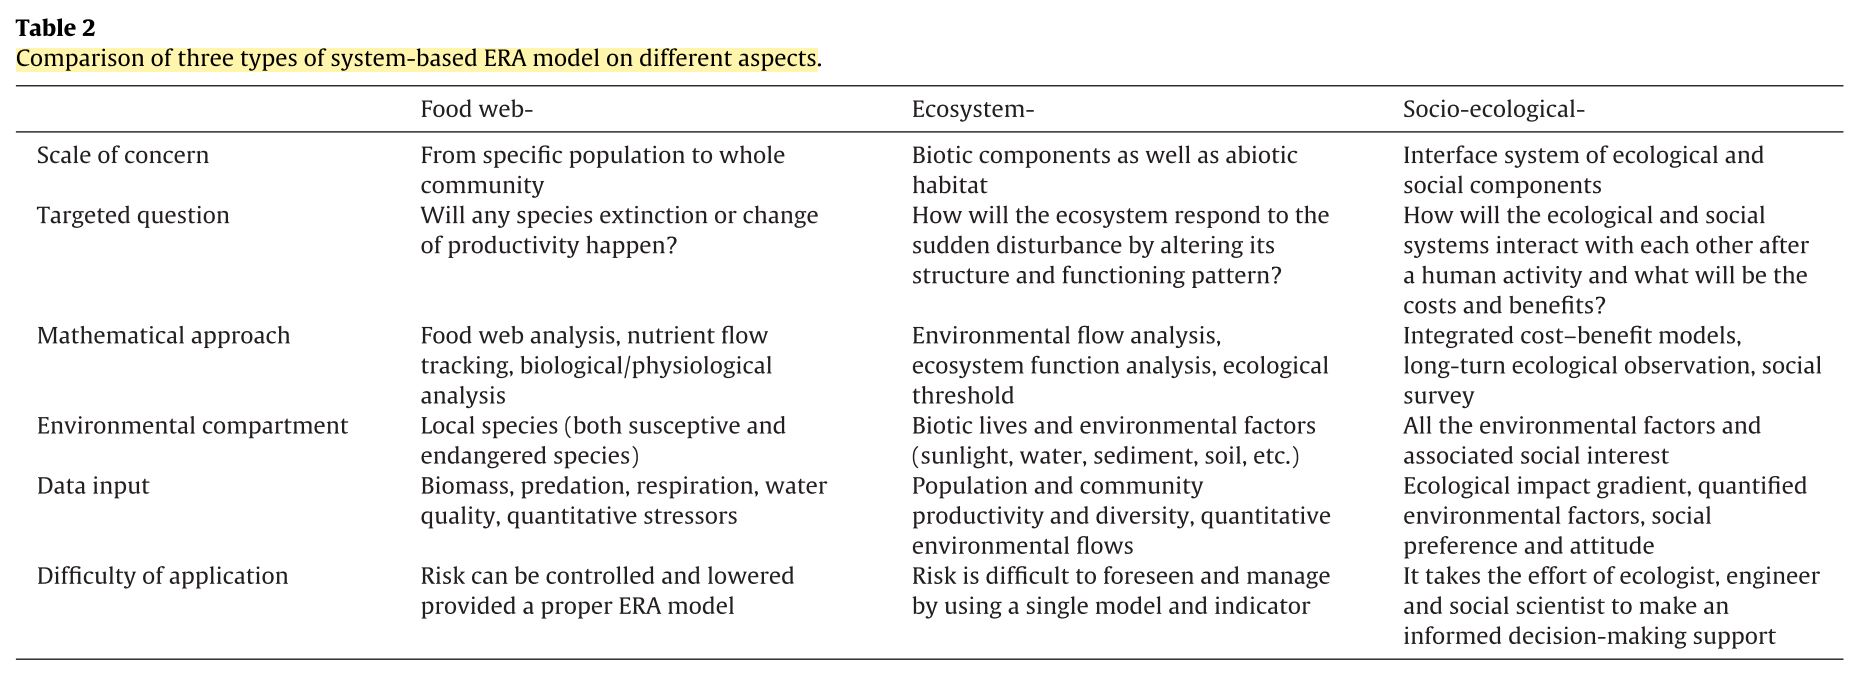 Table 2
Comparison of three types of system-based ERA model on different aspects.
Food web- Ecosystem- Socio-ecological-
Scale of concern From specific population to whole Biotic components as well as abiotic Interface system of ecological and
community habitat social components
Targeted question Will any species extinction or change How will the ecosystem respond to the How will the ecological and social
of productivity happen? sudden disturbance by altering its systems interact with each other after
structure and functioning pattern? a human activity and what will be the
costs and benefits?
Mathematical approach Food web analysis, nutrient flow Environmental flow analysis, Integrated cost–benefit models,
tracking, biological/physiological ecosystem function analysis, ecological long-turn ecological observation, social
analysis threshold survey
Environmental compartment Local species (both susceptive and Biotic lives and environmental factors All the environmental factors and
endangered species) (sunlight, water, sediment, soil, etc.) associated social interest
Data input Biomass, predation, respiration, water Population and community Ecological impact gradient, quantified
quality, quantitative stressors productivity and diversity, quantitative environmental factors, social
environmental flows preference and attitude
Difficulty of application Risk can be controlled and lowered Risk is difficult to foreseen and manage It takes the effort of ecologist, engineer
provided a proper ERA model by using a single model and indicator and social scientist to make an
informed decision-making support